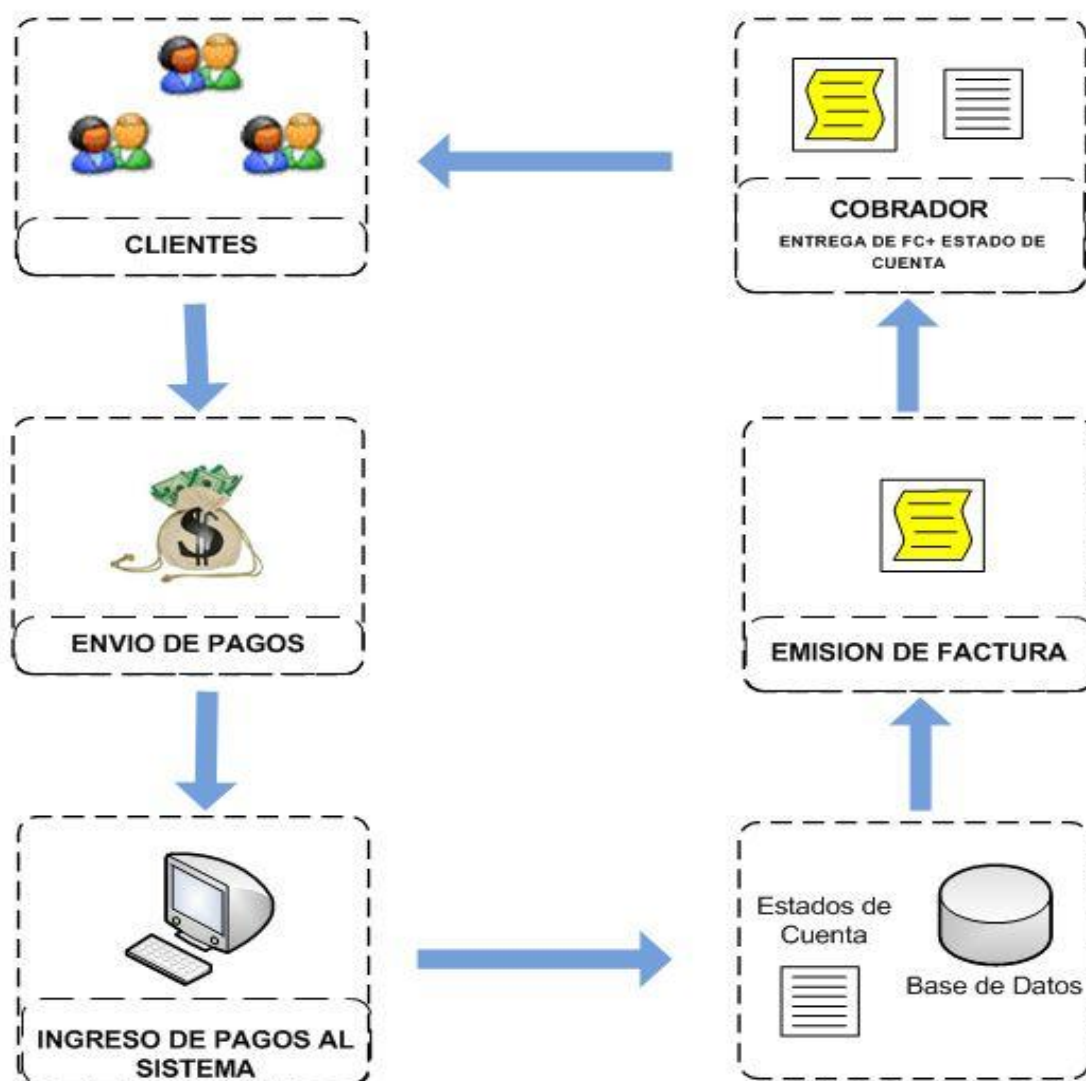 CLIENTES
COBRADOR
ENTREGA DE FC+ ESTADO DE
CUENTA
$
ENVIO DE PAGOS
EMISION DE FACTURA
INGRESO DE PAGOS AL
SISTEMA
Estados de
Cuenta
Base de Datos